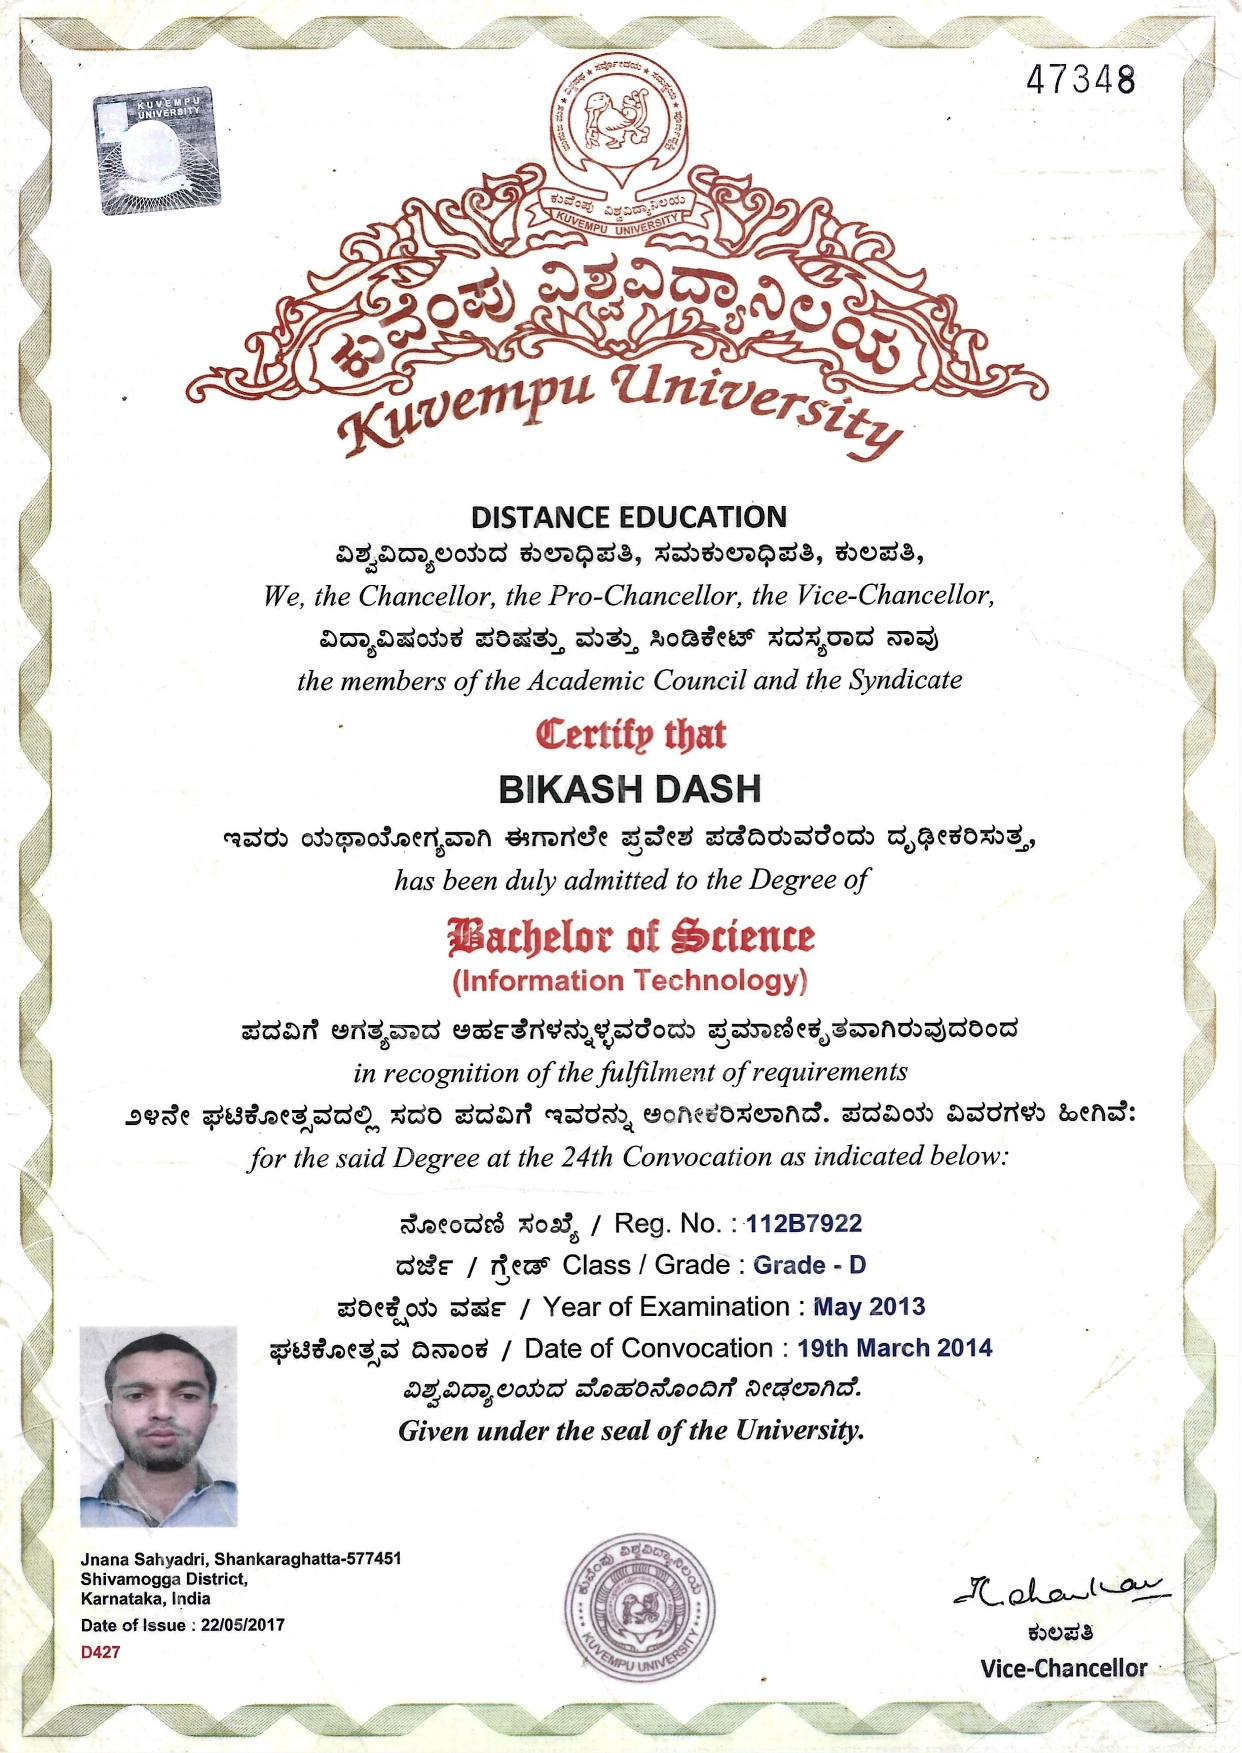 47348
KUVEMPU
UNIVERSITY
ಕುವೆಂಪು ವಿಶ್ವವಿದ್ಯಾನಿಲಯ
KUVEMPU UNIVERSITY
ಕುವೆಂಪು ವಿಶ್ವವಿದ್ಯಾನಿಲಯ
Kuvempu University
DISTANCE EDUCATION
ವಿಶ್ವವಿದ್ಯಾಲಯದ ಕುಲಾಧಿಪತಿ, ಸಮಕುಲಾಧಿಪತಿ, ಕುಲಪತಿ,
We, the Chancellor, the Pro-Chancellor, the Vice-Chancellor,
ವಿದ್ಯಾವಿಷಯಕ ಪರಿಷತ್ತು ಮತ್ತು ಸಿಂಡಿಕೇಟ್ ಸದಸ್ಯರಾದ ನಾವು
the members of the Academic Council and the Syndicate
Certify that
BIKASH DASH
ಇವರು ಯಥಾಯೋಗ್ಯವಾಗಿ ಈಗಾಗಲೇ ಪ್ರವೇಶ ಪಡೆದಿರುವರೆಂದು ದೃಢೀಕರಿಸುತ್ತ,
has been duly admitted to the Degree of
Bachelor of Science
(Information Technology)
ಪದವಿಗೆ ಅಗತ್ಯವಾದ ಅರ್ಹತೆಗಳನ್ನುಳ್ಳವರೆಂದು ಪ್ರಮಾಣೀಕೃತವಾಗಿರುವುದರಿಂದ
in recognition of the fulfilment of requirements
೨೪ನೇ ಘಟಿಕೋತ್ಸವದಲ್ಲಿ ಸದರಿ ಪದವಿಗೆ ಇವರನ್ನು ಅಂಗೀಕರಿಸಲಾಗಿದೆ. ಪದವಿಯ ವಿವರಗಳು ಹೀಗಿವೆ:
for the said Degree at the 24th Convocation as indicated below:
ನೋಂದಣಿ ಸಂಖ್ಯೆ / Reg. No. : 112B7922
ದರ್ಜೆ / ಗ್ರೇಡ್ Class / Grade : Grade - D
ಪರೀಕ್ಷೆಯ ವರ್ಷ / Year of Examination : May 2013
ಘಟಿಕೋತ್ಸವ ದಿನಾಂಕ / Date of Convocation : 19th March 2014
ವಿಶ್ವವಿದ್ಯಾಲಯದ ಮೊಹರಿನೊಂದಿಗೆ ನೀಡಲಾಗಿದೆ.
Given under the seal of the University.
Jnana Sahyadri, Shankaraghatta-577451
Shivamogga District,
Karnataka, India
Date of Issue : 22/05/2017
D427
ಕುವೆಂಪು ವಿಶ್ವವಿದ್ಯಾನಿಲಯ
KUVEMPU UNIVERSITY
ಕುಲಪತಿ
Vice-Chancellor